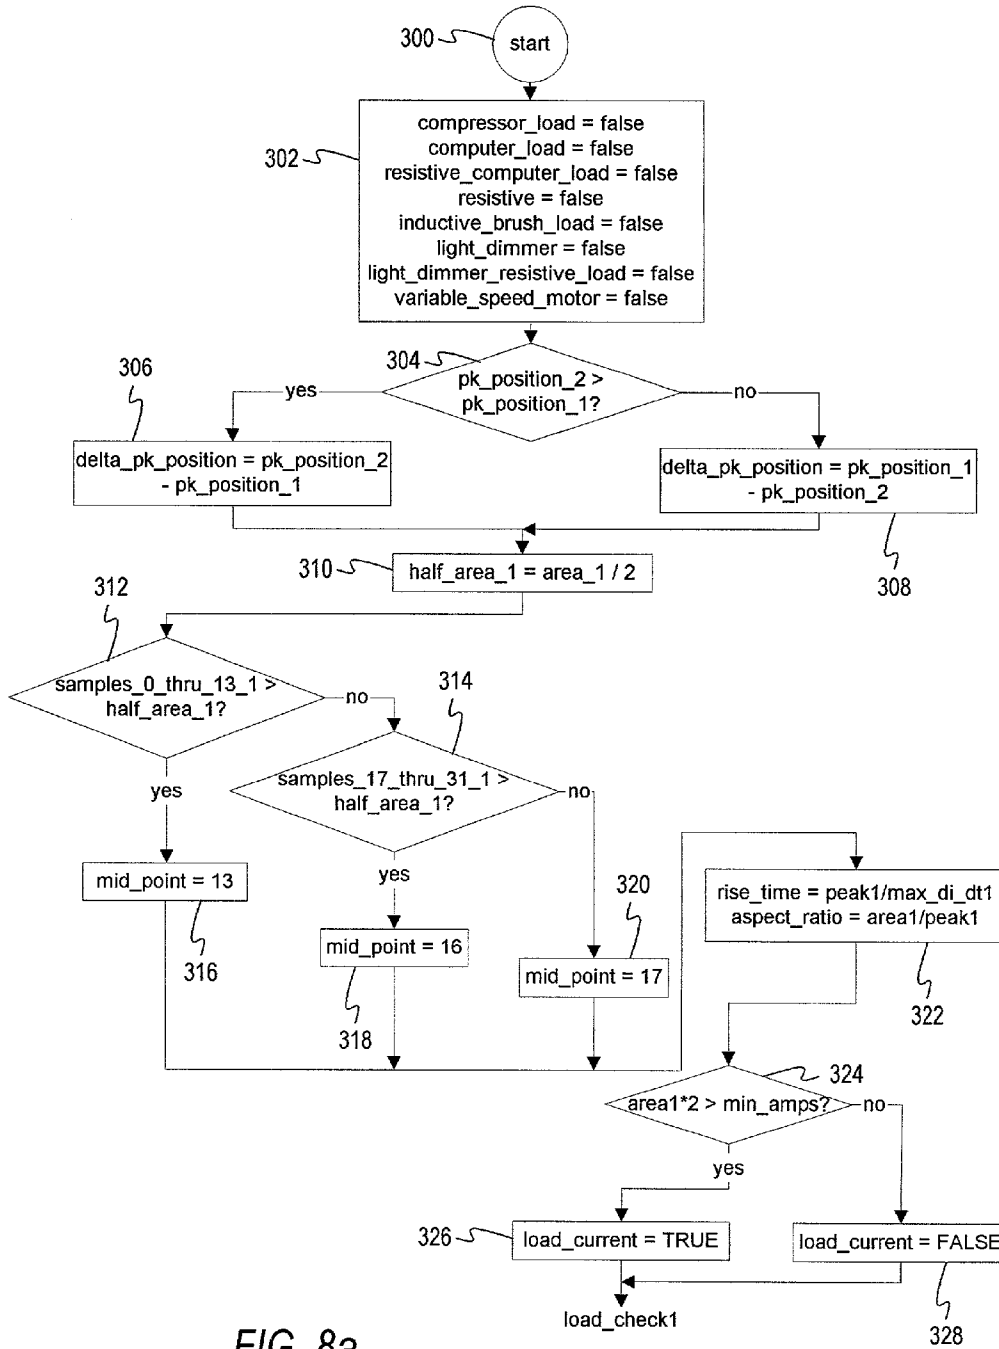 300
start
302
compressor_load = false
computer_load = false
resistive_computer_load = false
resistive = false
inductive_brush_load = false
light_dimmer = false
light_dimmer_resistive_load = false
variable_speed_motor = false
304
pk_position_2 >
pk_position_1?
yes
no
306
delta_pk_position = pk_position_2
- pk_position_1
delta_pk_position = pk_position_1
- pk_position_2
308
310
half_area_1 = area_1 / 2
312
samples_0_thru_13_1 >
half_area_1?
no
yes
314
samples_17_thru_31_1 >
half_area_1?
no
yes
mid_point = 13
316
mid_point = 16
318
320
mid_point = 17
rise_time = peak1/max_di_dt1
aspect_ratio = area1/peak1
322
324
area1*2 > min_amps?
no
yes
326
load_current = TRUE
load_current = FALSE
328
load_check1
FIG. 8a